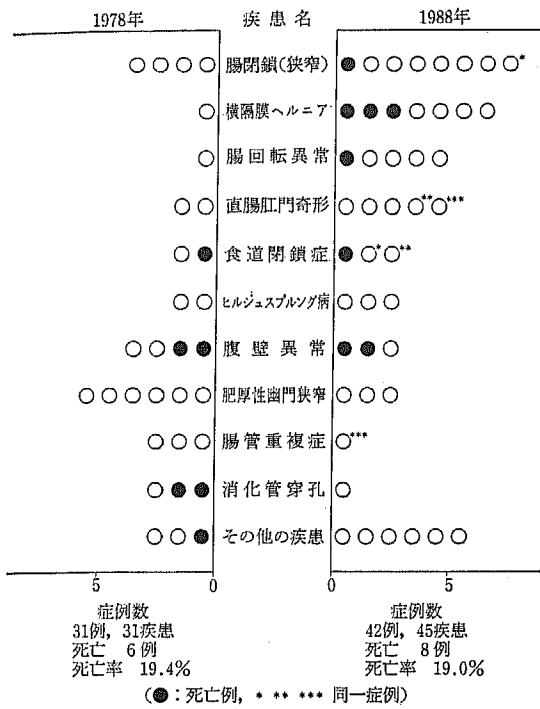 1978年 疾患名 1988年
腸閉鎖(狭窄) *
横隔膜ヘルニア
腸回転異常
直腸肛門奇形 ** ***
食道閉鎖症 * **
ヒルシュスプルング病
腹壁異常
肥厚性幽門狭窄
腸管重複症 ***
消化管穿孔
その他の疾患
5 0 0 5
症例数 症例数
31例, 31疾患 42例, 45疾患
死亡 6例 死亡 8例
死亡率 19.4% 死亡率 19.0%
(●:死亡例, * ** *** 同一症例)